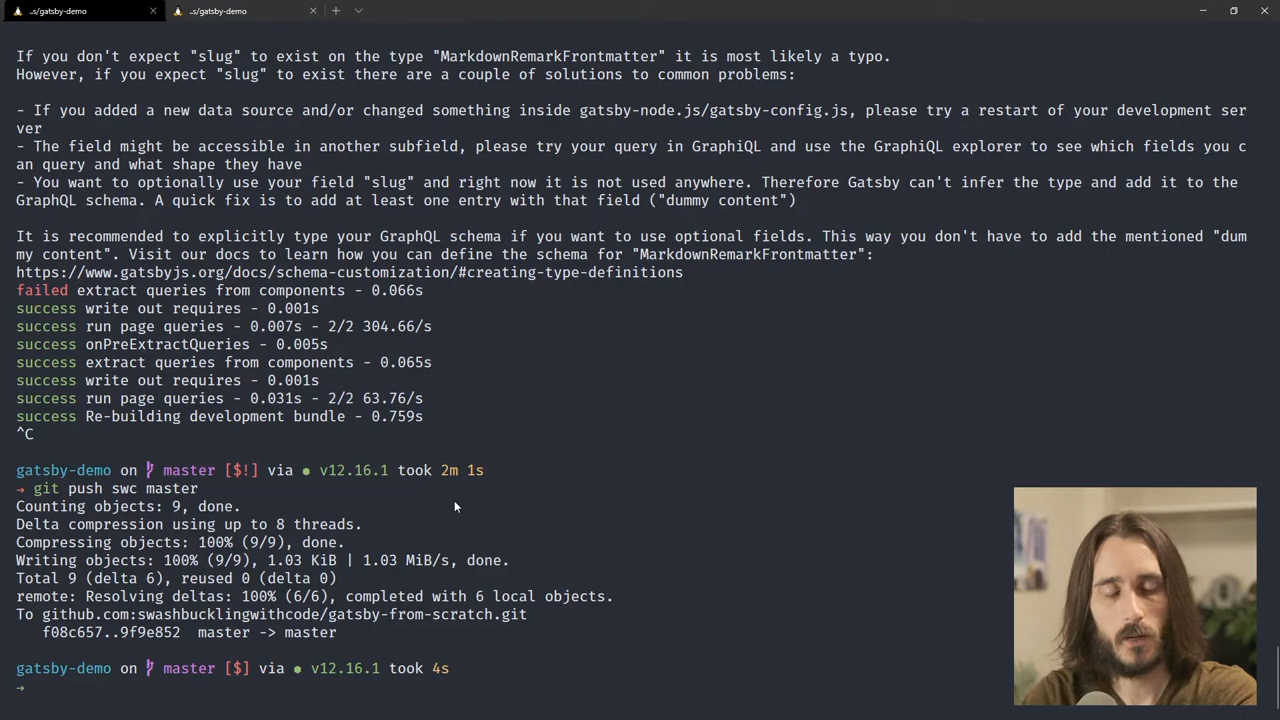 ..s/gatsby-demo
..s/gatsby-demo
If you don't expect "slug" to exist on the type "MarkdownRemarkFrontmatter" it is most likely a typo.
However, if you expect "slug" to exist there are a couple of solutions to common problems:
- If you added a new data source and/or changed something inside gatsby-node.js/gatsby-config.js, please try a restart of your development ser
ver
- The field might be accessible in another subfield, please try your query in GraphiQL and use the GraphiQL explorer to see which fields you c
an query and what shape they have
- You want to optionally use your field "slug" and right now it is not used anywhere. Therefore Gatsby can't infer the type and add it to the
GraphQL schema. A quick fix is to add at least one entry with that field ("dummy content")
It is recommended to explicitly type your GraphQL schema if you want to use optional fields. This way you don't have to add the mentioned "dum
my content". Visit our docs to learn how you can define the schema for "MarkdownRemarkFrontmatter":
https://www.gatsbyjs.org/docs/schema-customization/#creating-type-definitions
failed extract queries from components - 0.066s
success write out requires - 0.001s
success run page queries - 0.007s - 2/2 304.66/s
success onPreExtractQueries - 0.005s
success extract queries from components - 0.065s
success write out requires - 0.001s
success run page queries - 0.031s - 2/2 63.76/s
success Re-building development bundle - 0.759s
^C
gatsby-demo on master [$!] via v12.16.1 took 2m 1s
→ git push swc master
Counting objects: 9, done.
Delta compression using up to 8 threads.
Compressing objects: 100% (9/9), done.
Writing objects: 100% (9/9), 1.03 KiB | 1.03 MiB/s, done.
Total 9 (delta 6), reused 0 (delta 0)
remote: Resolving deltas: 100% (6/6), completed with 6 local objects.
To github.com:swashbucklingwithcode/gatsby-from-scratch.git
f08c657..9f9e852 master -> master
gatsby-demo on master [$] via v12.16.1 took 4s
→